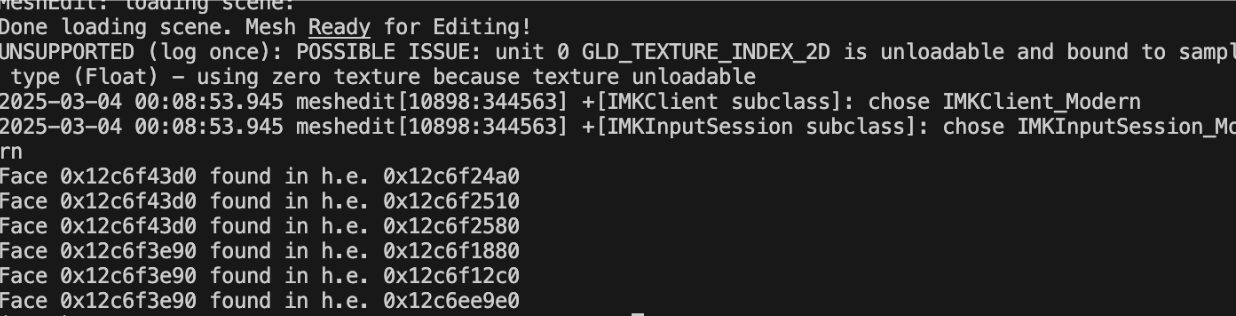 MeshEdit: loading scene:
Done loading scene. Mesh Ready for Editing!
UNSUPPORTED (log once): POSSIBLE ISSUE: unit 0 GLD_TEXTURE_INDEX_2D is unloadable and bound to sampl
type (Float) – using zero texture because texture unloadable
2025-03-04 00:08:53.945 meshedit[10898:344563] +[IMKClient subclass]: chose IMKClient_Modern
2025-03-04 00:08:53.945 meshedit[10898:344563] +[IMKInputSession subclass]: chose IMKInputSession_Mo
rn
Face 0x12c6f43d0 found in h.e. 0x12c6f24a0
Face 0x12c6f43d0 found in h.e. 0x12c6f2510
Face 0x12c6f43d0 found in h.e. 0x12c6f2580
Face 0x12c6f3e90 found in h.e. 0x12c6f1880
Face 0x12c6f3e90 found in h.e. 0x12c6f12c0
Face 0x12c6f3e90 found in h.e. 0x12c6ee9e0